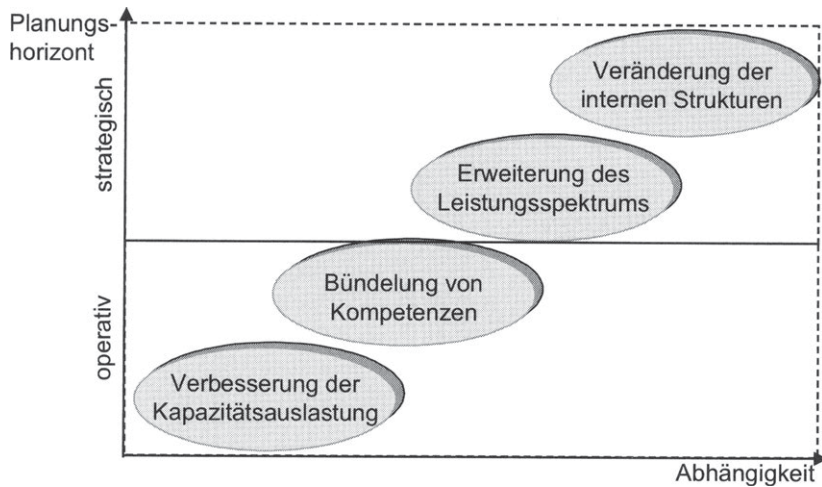 Planungs-
horizont
strategisch
operativ
Veränderung der
internen Strukturen
Erweiterung des
Leistungsspektrums
Bündelung von
Kompetenzen
Verbesserung der
Kapazitätsauslastung
Abhängigkeit